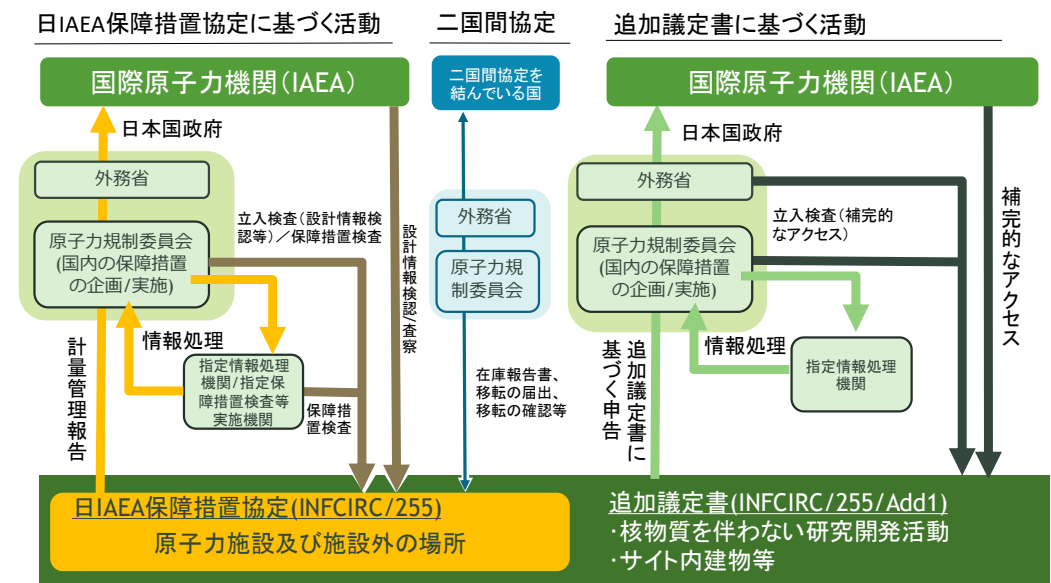 日IAEA保障措置協定に基づく活動
国際原子力機関(IAEA)
日本国政府
外務省
原子力規制委員会
(国内の保障措置
の企画/実施)
立入検査(設計情報検
認等)/保障措置検査
設計情報検認/査察
情報処理
指定情報処理
機関/指定保
障措置検査等
実施機関
保障措
置検査
計量管理報告
日IAEA保障措置協定(INFCIRC/255)
原子力施設及び施設外の場所
二国間協定
二国間協定を
結んでいる国
外務省
原子力規
制委員会
在庫報告書、
移転の届出、
移転の確認等
追加議定書に基づく活動
国際原子力機関(IAEA)
日本国政府
外務省
原子力規制委員会
(国内の保障措置
の企画/実施)
立入検査(補完的
なアクセス)
補完的なアクセス
情報処理
指定情報処理
機関
追加議定書に
基づく申告
追加議定書(INFCIRC/255/Add1)
・核物質を伴わない研究開発活動
・サイト内建物等